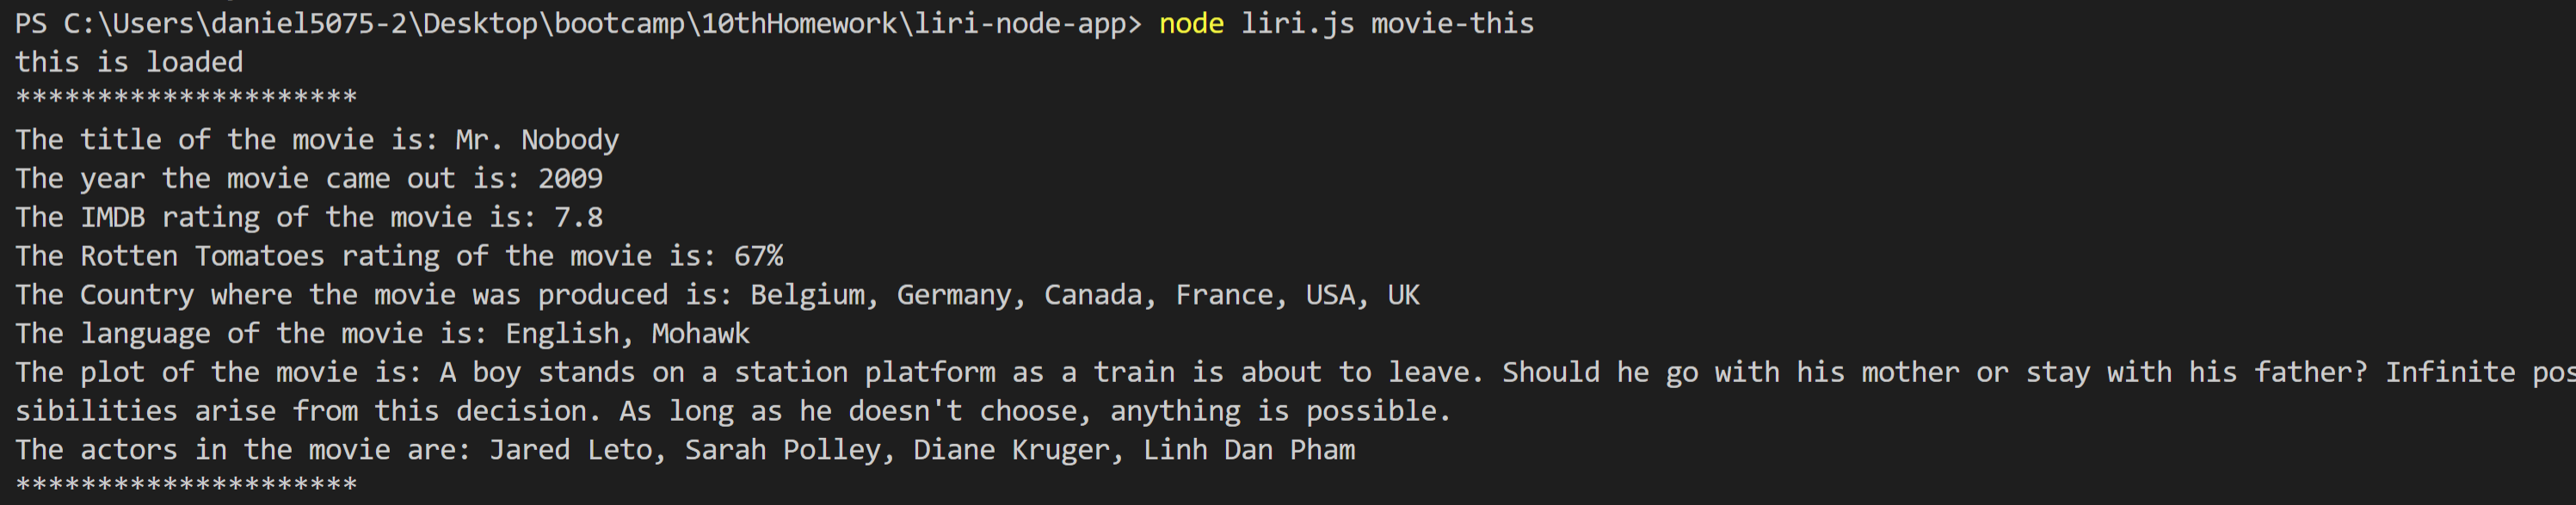 PS C:\Users\daniel5075-2\Desktop\bootcamp\10thHomework\liri-node-app> node liri.js movie-this
this is loaded
*********************
The title of the movie is: Mr. Nobody
The year the movie came out is: 2009
The IMDB rating of the movie is: 7.8
The Rotten Tomatoes rating of the movie is: 67%
The Country where the movie was produced is: Belgium, Germany, Canada, France, USA, UK
The language of the movie is: English, Mohawk
The plot of the movie is: A boy stands on a station platform as a train is about to leave. Should he go with his mother or stay with his father? Infinite pos
sibilities arise from this decision. As long as he doesn't choose, anything is possible.
The actors in the movie are: Jared Leto, Sarah Polley, Diane Kruger, Linh Dan Pham
*********************